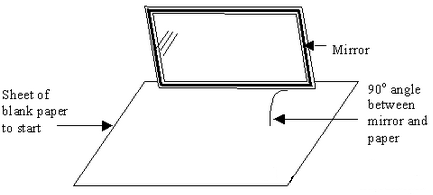 Mirror
Sheet of
blank paper
to start
90° angle
between
mirror and
paper